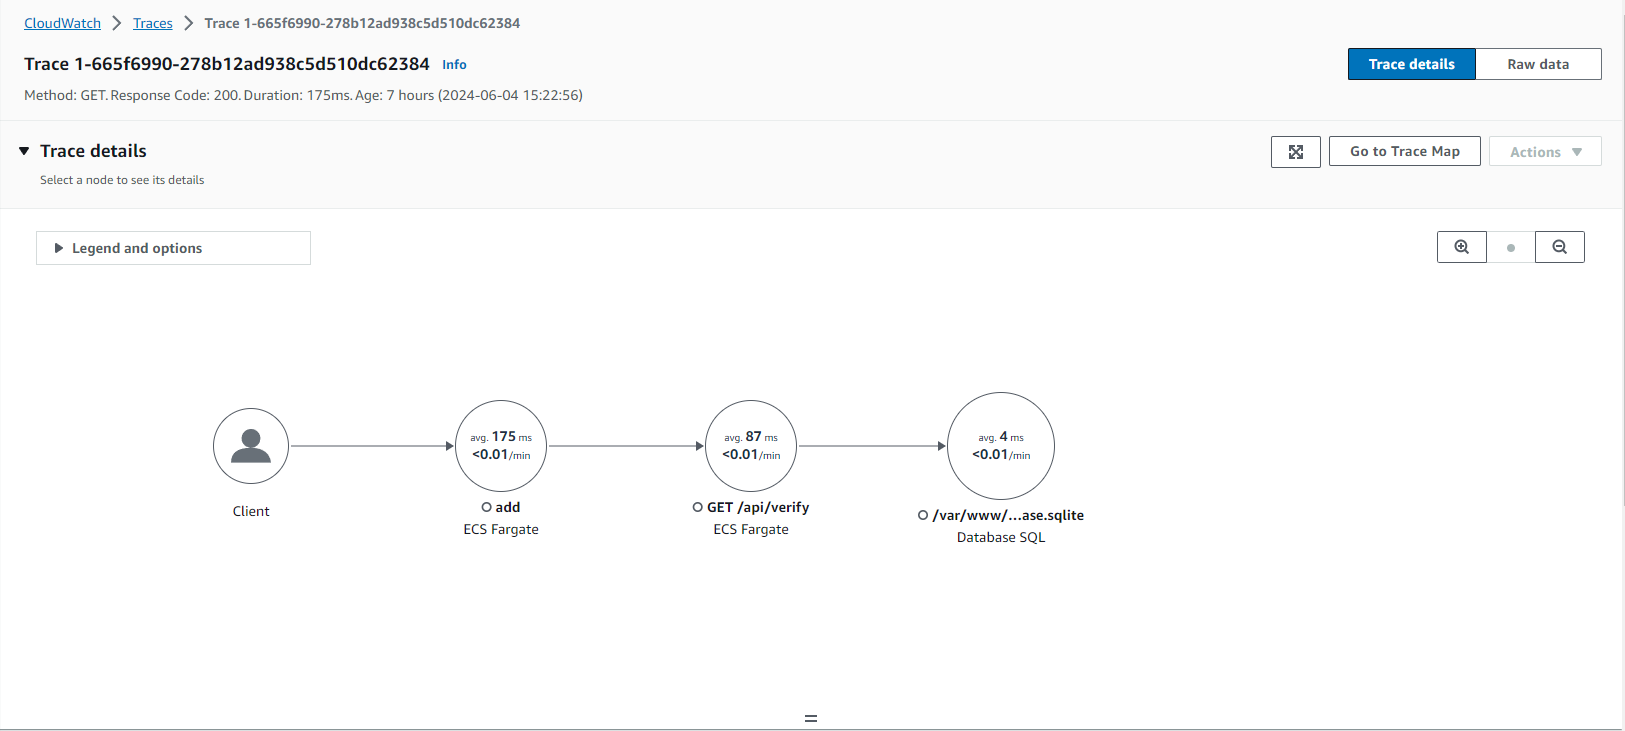 CloudWatch > Traces > Trace 1-665f6990-278b12ad938c5d510dc62384
Trace 1-665f6990-278b12ad938c5d510dc62384 Info
Trace details
Raw data
Method: GET. Response Code: 200. Duration: 175ms. Age: 7 hours (2024-06-04 15:22:56)
Trace details
Go to Trace Map
Actions
Select a node to see its details
Legend and options
Client
avg. 175 ms
<0.01/min
add
ECS Fargate
avg. 87 ms
<0.01/min
GET /api/verify
ECS Fargate
avg. 4 ms
<0.01/min
/var/www/...ase.sqlite
Database SQL